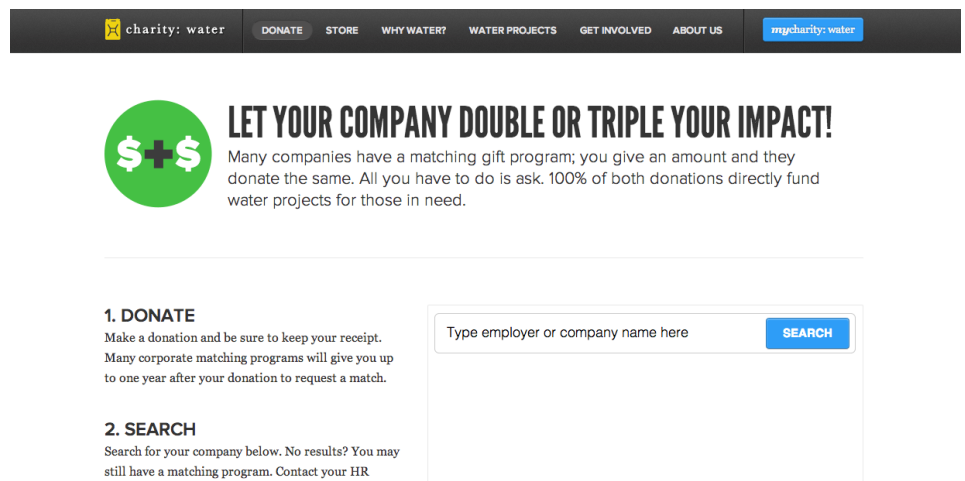 charity: water
DONATE STORE WHY WATER? WATER PROJECTS GET INVOLVED ABOUT US
mycharity: water
$+$
LET YOUR COMPANY DOUBLE OR TRIPLE YOUR IMPACT!
Many companies have a matching gift program; you give an amount and they
donate the same. All you have to do is ask. 100% of both donations directly fund
water projects for those in need.
1. DONATE
Make a donation and be sure to keep your receipt.
Many corporate matching programs will give you up
to one year after your donation to request a match.
2. SEARCH
Search for your company below. No results? You may
still have a matching program. Contact your HR
Type employer or company name here
SEARCH